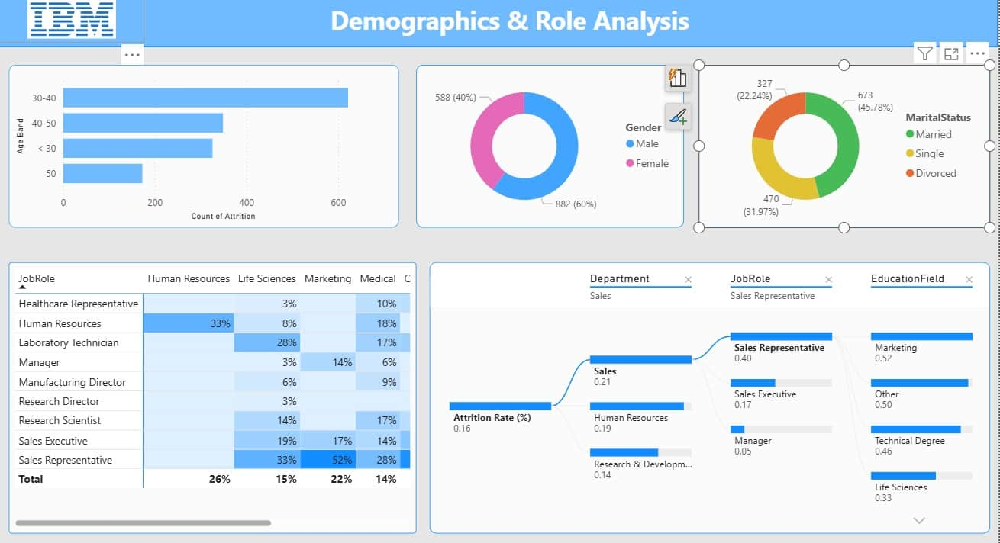 IBM
Demographics & Role Analysis
Age Band
30-40
40-50
< 30
50
0 200 400 600
Count of Attrition
588 (40%)
882 (60%)
Gender
Male
Female
327
(22.24%)
673
(45.78%)
470
(31.97%)
MaritalStatus
Married
Single
Divorced
JobRole Human Resources Life Sciences Marketing Medical
Healthcare Representative 3% 10%
Human Resources 33% 8% 18%
Laboratory Technician 28% 17%
Manager 3% 14% 6%
Manufacturing Director 6% 9%
Research Director 3%
Research Scientist 14% 17%
Sales Executive 19% 17% 14%
Sales Representative 33% 52% 28%
Total 26% 15% 22% 14%
Department
Sales
JobRole
Sales Representative
EducationField
Attrition Rate (%)
0.16
Sales
0.21
Human Resources
0.19
Research & Developm...
0.14
Sales Representative
0.40
Sales Executive
0.17
Manager
0.05
Marketing
0.52
Other
0.50
Technical Degree
0.46
Life Sciences
0.33